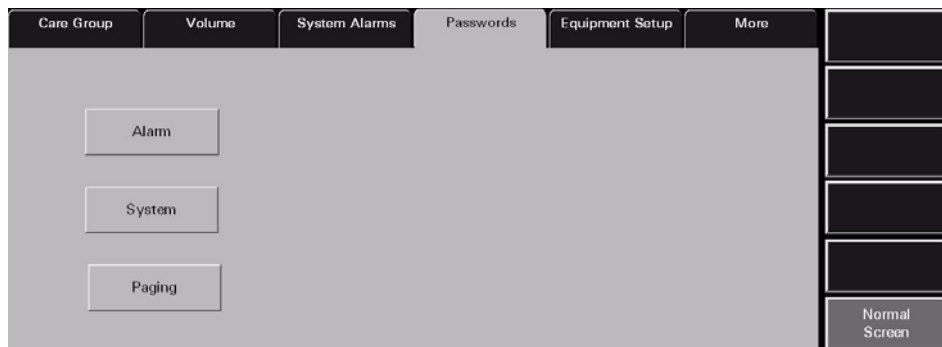 Care Group
Volume
System Alarms
Passwords
Equipment Setup
More
Alarm
System
Paging
Normal
Screen